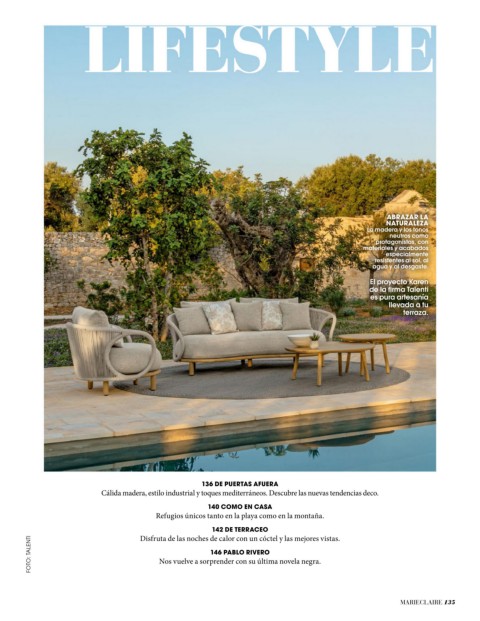 LIFESTYLE
ABRAZAR LA
NATURALEZA
La madera y los tonos
neutros como
protagonistas, con
materiales y acabados
especialmente
resistentes al sol, al
agua y al desgaste.
El proyecto Karen
de la firma Talenti
es pura artesanía
llevada a tu
terraza.
136 DE PUERTAS AFUERA
Cálida madera, estilo industrial y toques mediterráneos. Descubre las nuevas tendencias deco.
140 COMO EN CASA
Refugios únicos tanto en la playa como en la montaña.
142 DE TERRACEO
Disfruta de las noches de calor con un cóctel y las mejores vistas.
146 PABLO RIVERO
Nos vuelve a sorprender con su última novela negra.
FOTO: TALENTI
MARIECLAIRE 135